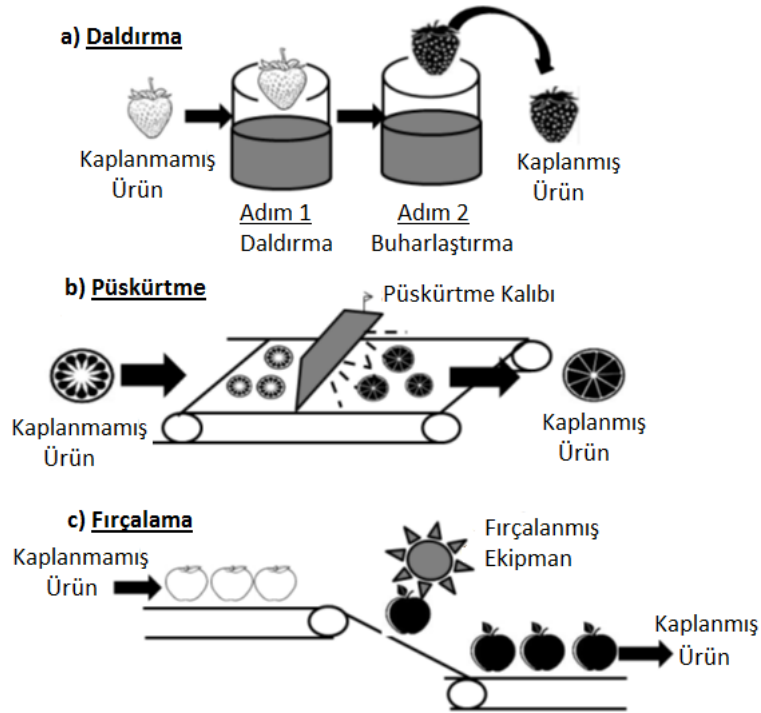 a) Daldırma
Kaplanmamış
Ürün
Adım 1
Daldırma
Adım 2
Buharlaştırma
Kaplanmış
Ürün
b) Püskürtme
Püskürtme Kalıbı
Kaplanmamış
Ürün
Kaplanmış
Ürün
c) Fırçalama
Kaplanmamış
Ürün
Fırçalanmış
Ekipman
Kaplanmış
Ürün